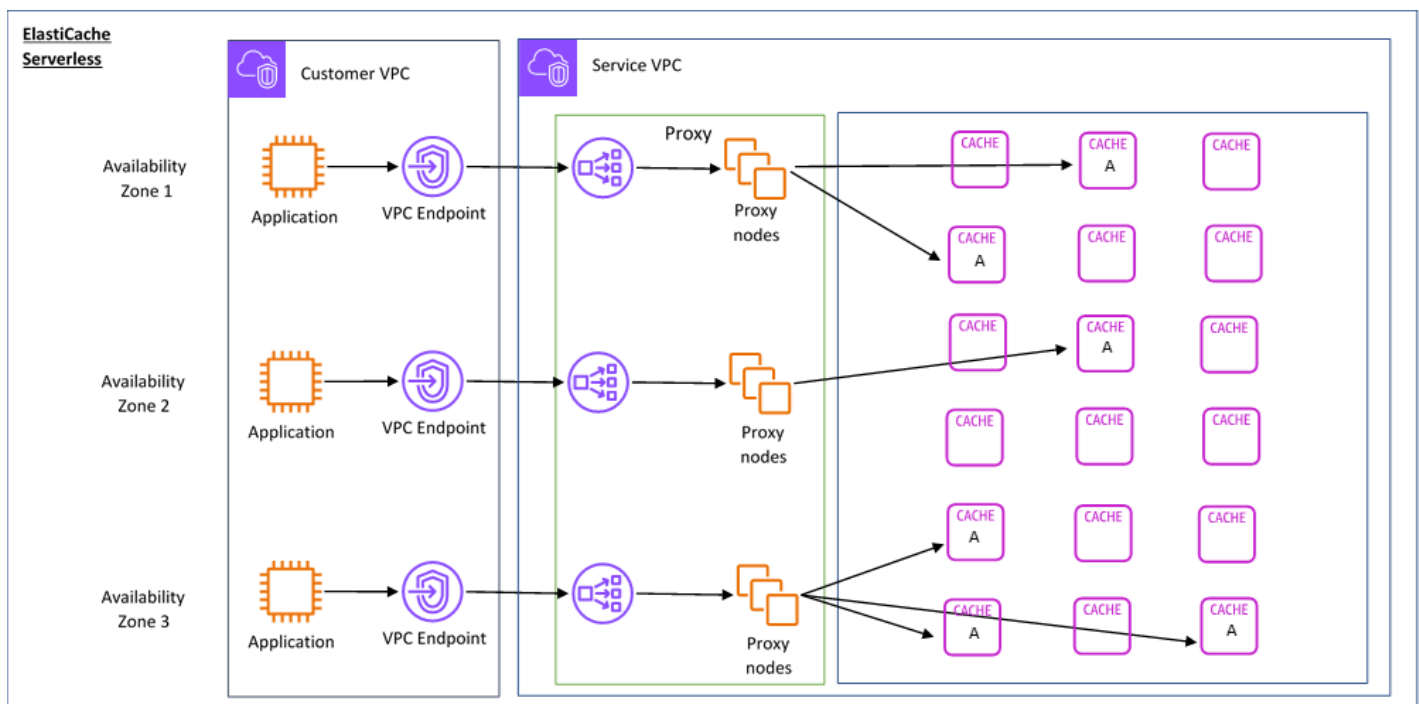 ElastiCache
Serverless
Customer VPC
Service VPC
Proxy
Availability
Zone 1
Application
VPC Endpoint
Proxy
nodes
CACHE
CACHE
A
CACHE
CACHE
A
CACHE
CACHE
Availability
Zone 2
Application
VPC Endpoint
Proxy
nodes
CACHE
CACHE
A
CACHE
CACHE
CACHE
CACHE
Availability
Zone 3
Application
VPC Endpoint
Proxy
nodes
CACHE
A
CACHE
CACHE
CACHE
A
CACHE
CACHE
A